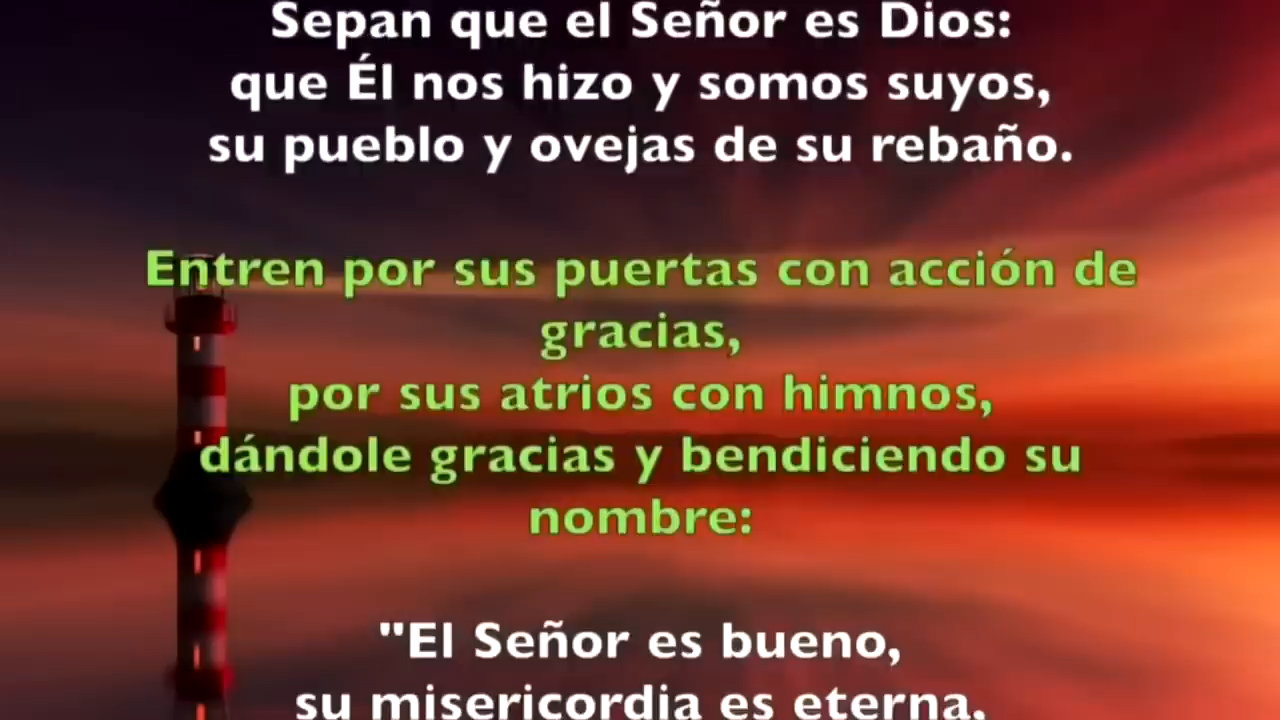 Sepan que el Señor es Dios:
que Él nos hizo y somos suyos,
su pueblo y ovejas de su rebaño.
Entren por sus puertas con acción de
gracias,
por sus atrios con himnos,
dándole gracias y bendiciendo su
nombre:
"El Señor es bueno,
su misericordia es eterna,